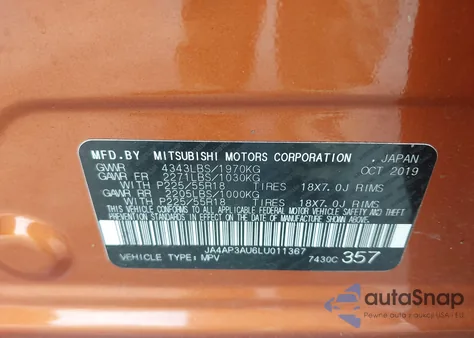 MFD.BY MITSUBISHI MOTORS CORPORATION , JAPAN
GVWR 4343LBS/1970KG OCT 2019
GAWR FR 2271LBS/1030KG
WITH P225/55R18 TIRES 18X7.0J RIMS
GAWR RR 2205LBS/1000KG
WITH P225/55R18 TIRES 18X7.0J RIMS
THIS VEHICLE CONFORMS TO ALL APPLICABLE FEDERAL MOTOR VEHICLE SAFETY, BUMPER, AND THEFT PREVENTION STANDARDS IN EFFECT ON THE DATE OF MANUFACTURE SHOWN ABOVE.
JA4AP3AU6LU011367
VEHICLE TYPE: MPV 7430C 357
autaSnap